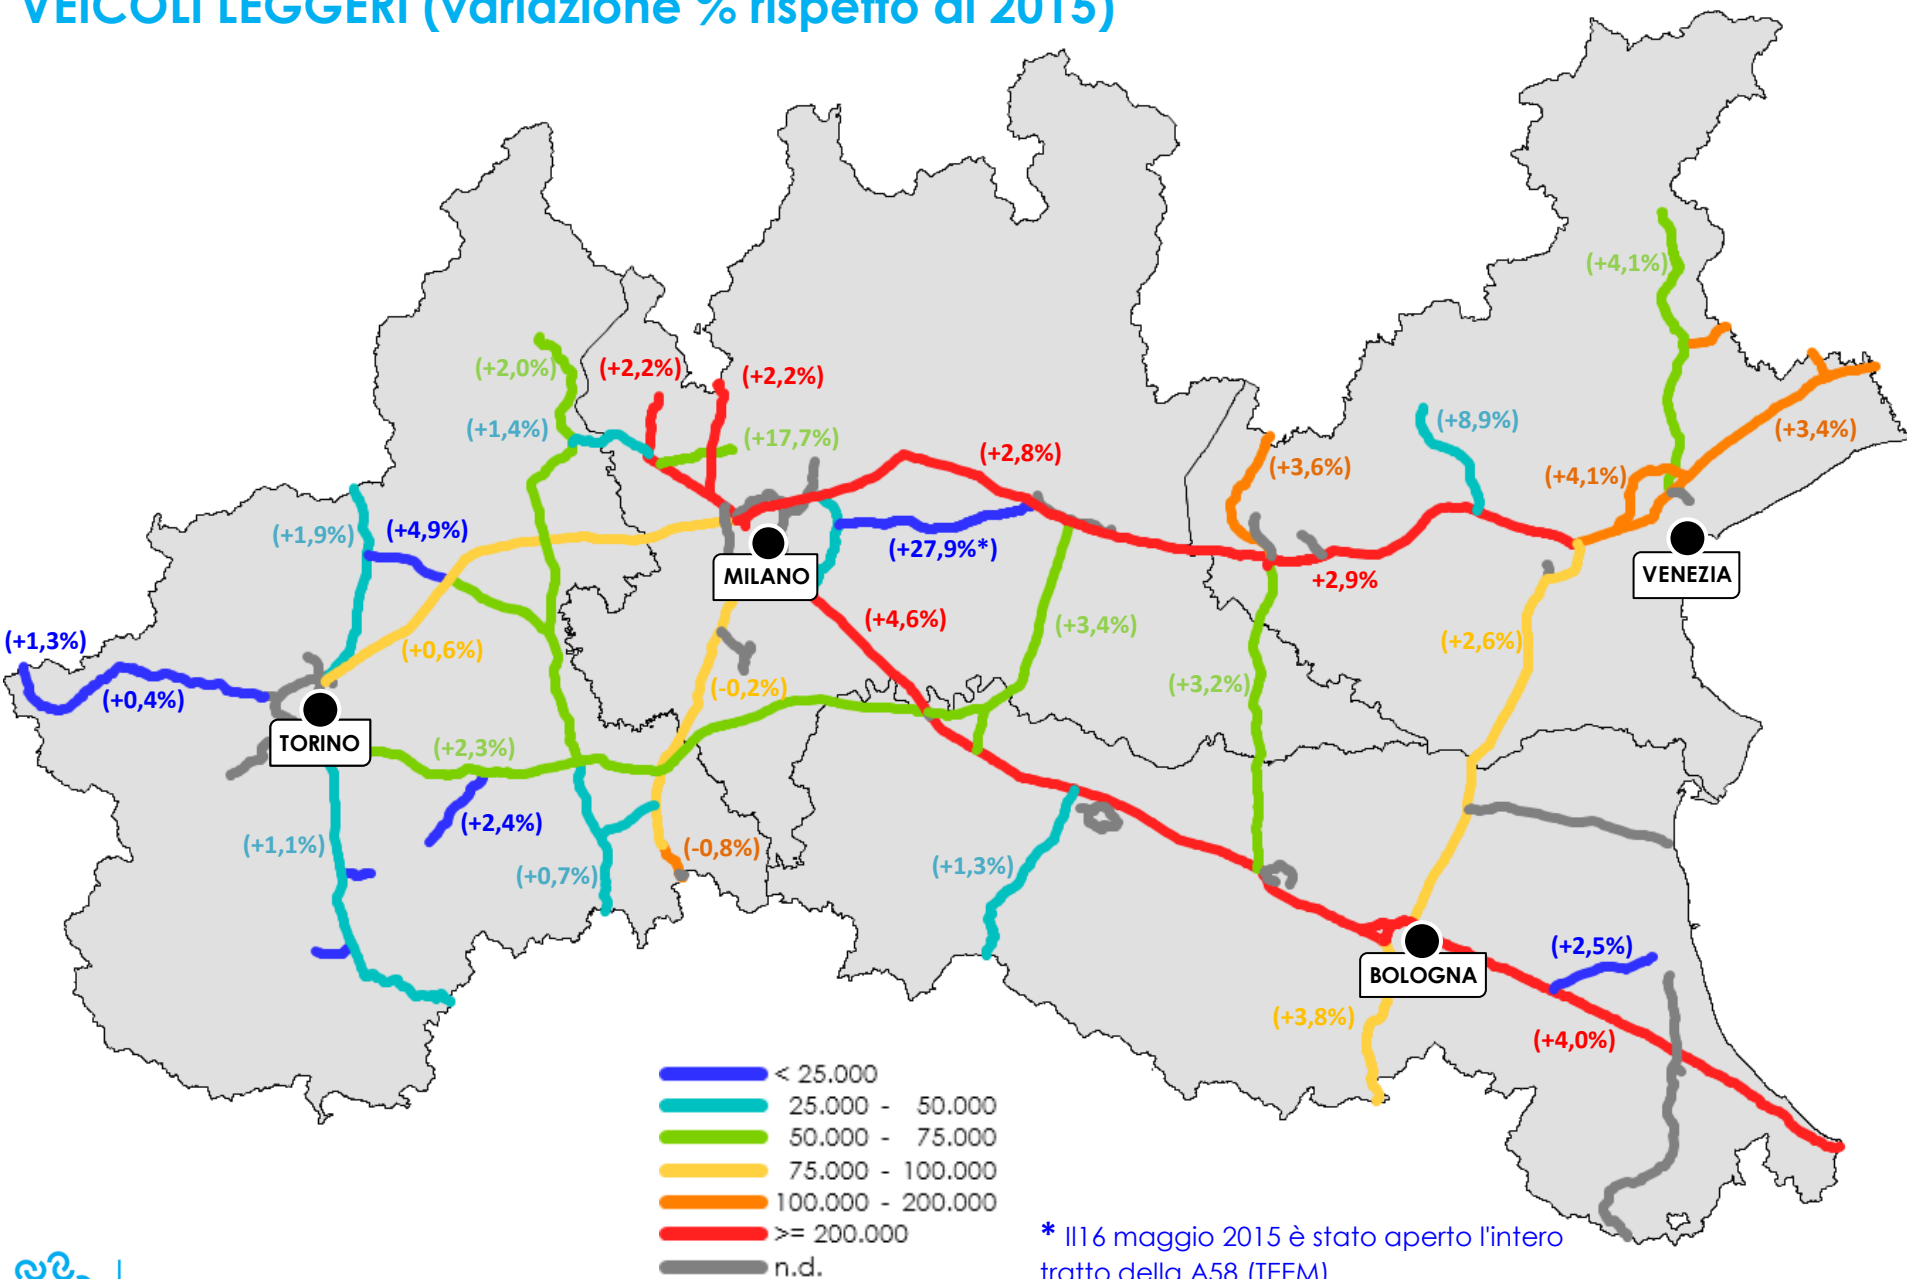 VEICOLI LEGGERI (variazione % rispetto al 2015)
(+4,1%)
(+2,0%)
(+2,2%)
(+2,2%)
(+1,4%)
(+17,7%)
(+8,9%)
(+3,4%)
(+2,8%)
(+3,6%)
(+4,1%)
(+1,9%)
(+4,9%)
(+27,9%*)
MILANO
+2,9%
VENEZIA
(+4,6%)
(+3,4%)
(+1,3%)
(+0,6%)
(+2,6%)
(+0,4%)
(-0,2%)
(+3,2%)
TORINO
(+2,3%)
(+2,4%)
(+1,1%)
(-0,8%)
(+0,7%)
(+1,3%)
(+2,5%)
BOLOGNA
(+3,8%)
(+4,0%)
< 25.000
25.000 - 50.000
50.000 - 75.000
75.000 - 100.000
100.000 - 200.000
>= 200.000
n.d.
* Il16 maggio 2015 è stato aperto l'intero
tratto della A58 (TEEM)